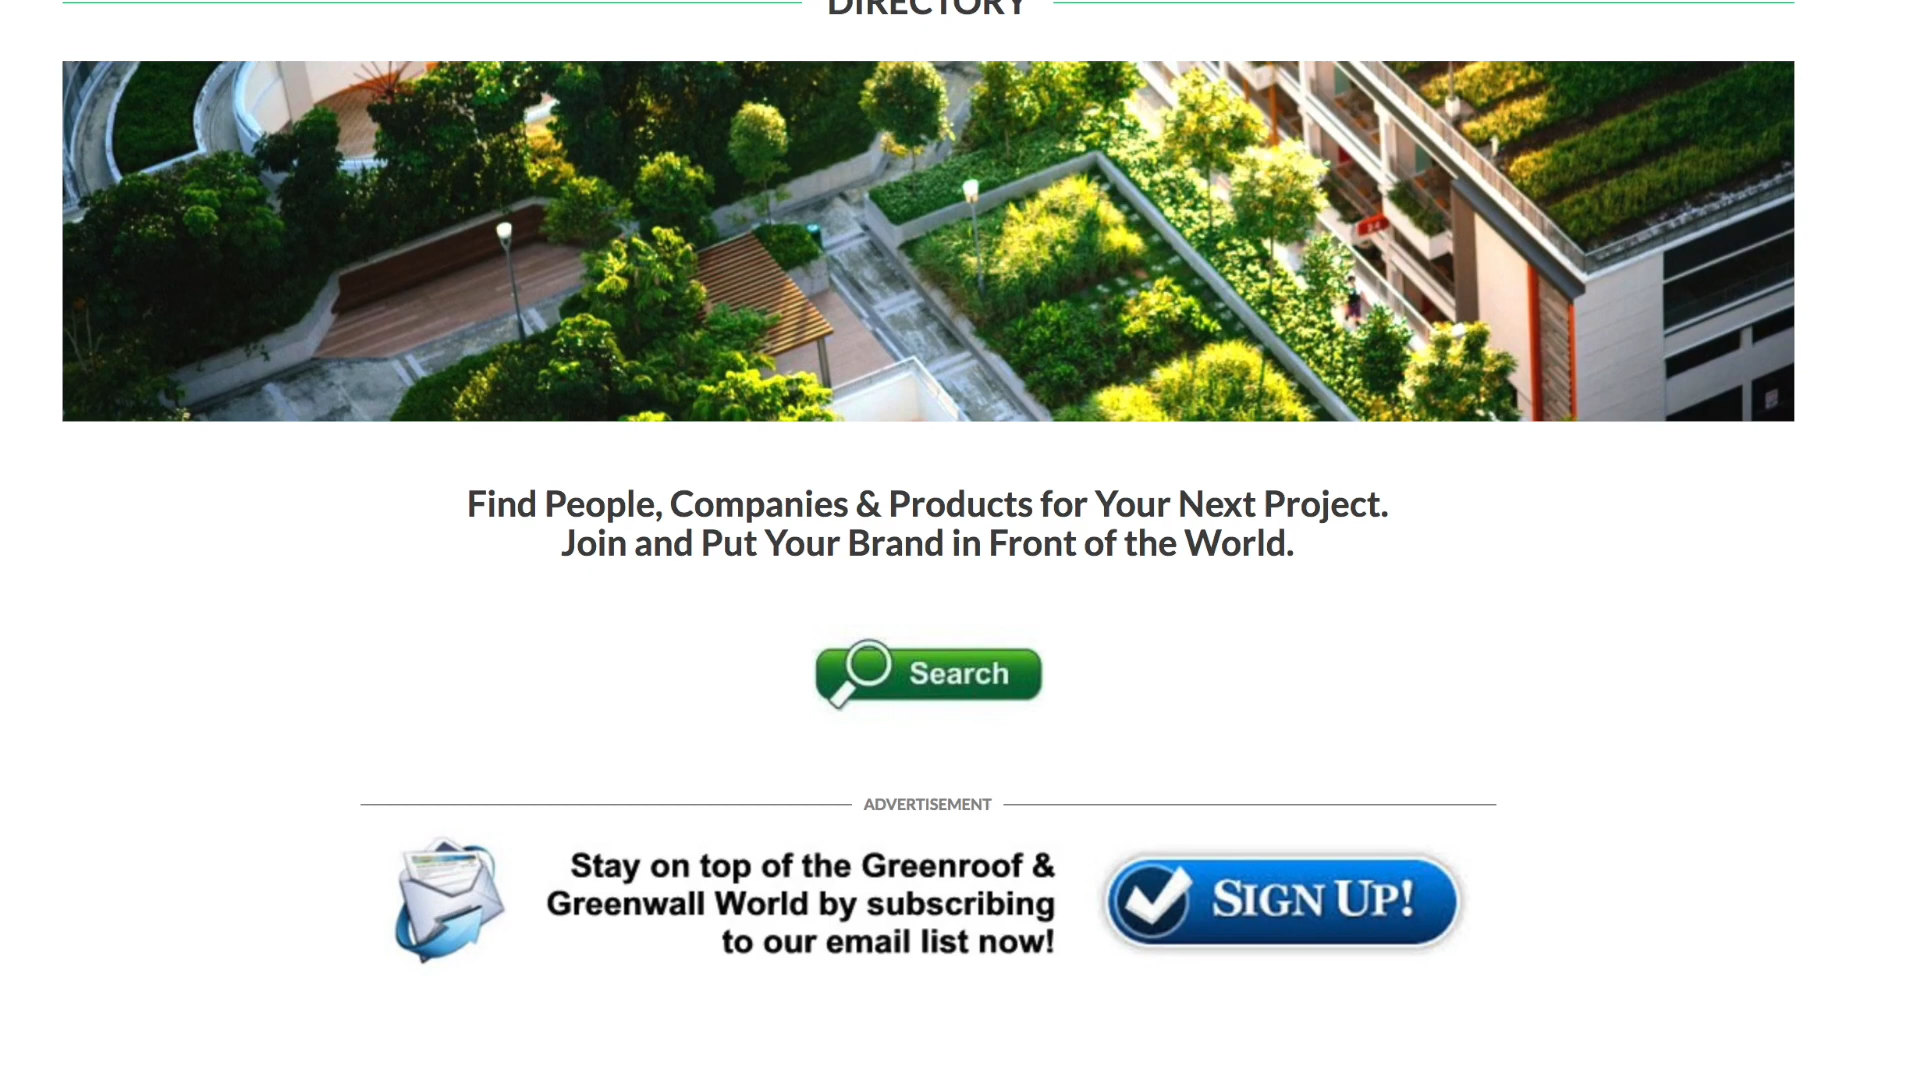 DIRECTORY
Find People, Companies & Products for Your Next Project.
Join and Put Your Brand in Front of the World.
Search
ADVERTISEMENT
Stay on top of the Greenroof &
Greenwall World by subscribing
to our email list now!
SIGN UP!